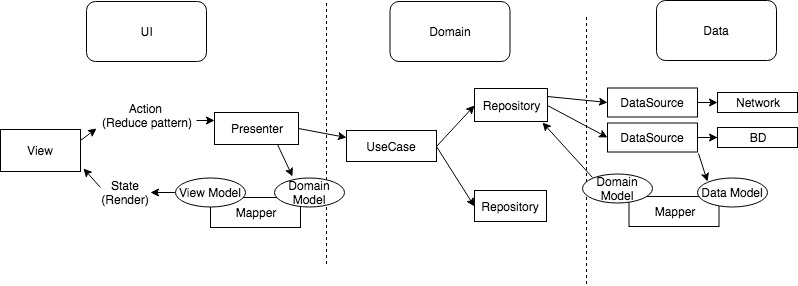 UI
Domain
Data
View
Action
(Reduce pattern)
Presenter
State
(Render)
View Model
Domain
Model
Mapper
UseCase
Repository
Repository
DataSource
Network
DataSource
BD
Domain
Model
Data Model
Mapper